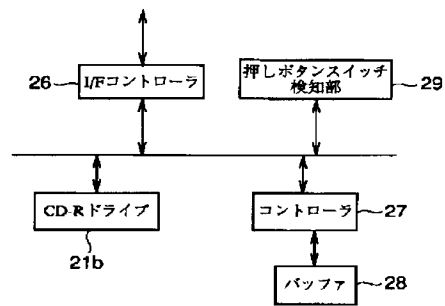 26
I/Fコントローラ
押しボタンスイッチ
検知部
29
CD-Rドライブ
21b
コントローラ
27
バッファ
28